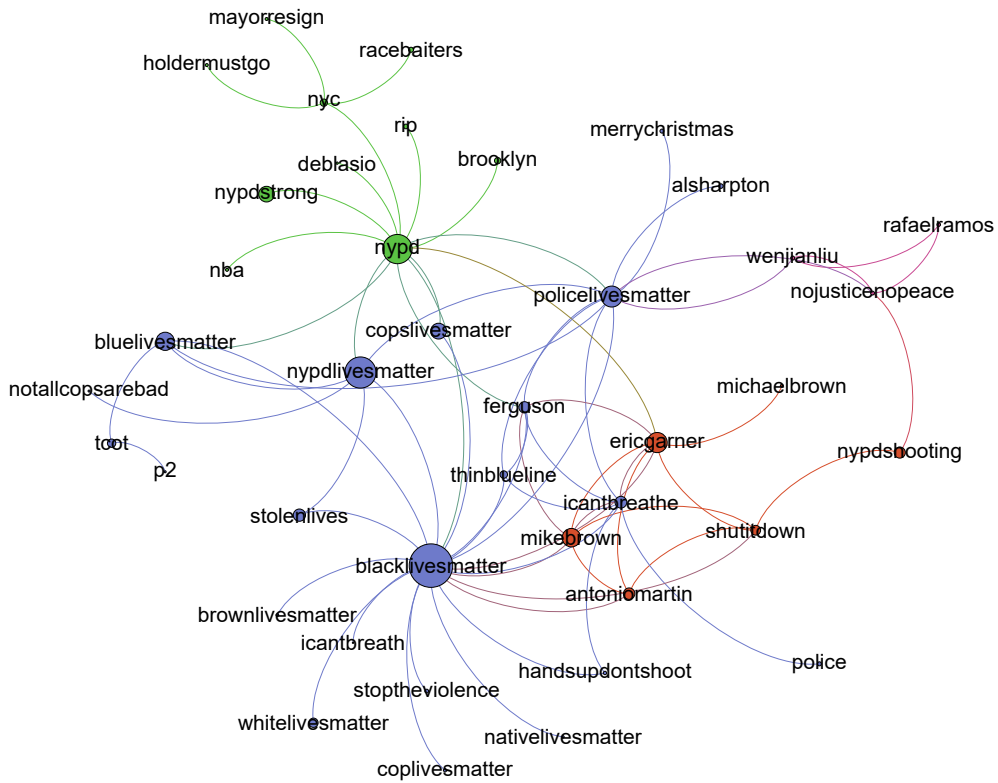 mayorresign
racebaiters
holdermustgo
nyc
rip
merrychristmas
brooklyn
deblasio
alsharpton
nypdstrong
rafaelramos
nypd
wenjianliu
nba
nojusticenopeace
policelivesmatter
copslivesmatter
bluelivesmatter
nypdlivesmatter
michaelbrown
notallcopsarebad
ferguson
ericgarner
tcot
nypdshooting
p2
thinblueline
icantbreathe
stolenlives
shutitdown
mikebrown
blacklivesmatter
antoniomartin
brownlivesmatter
icantbreath
police
handsupdontshoot
stoptheviolence
whitelivesmatter
nativelivesmatter
coplivesmatter